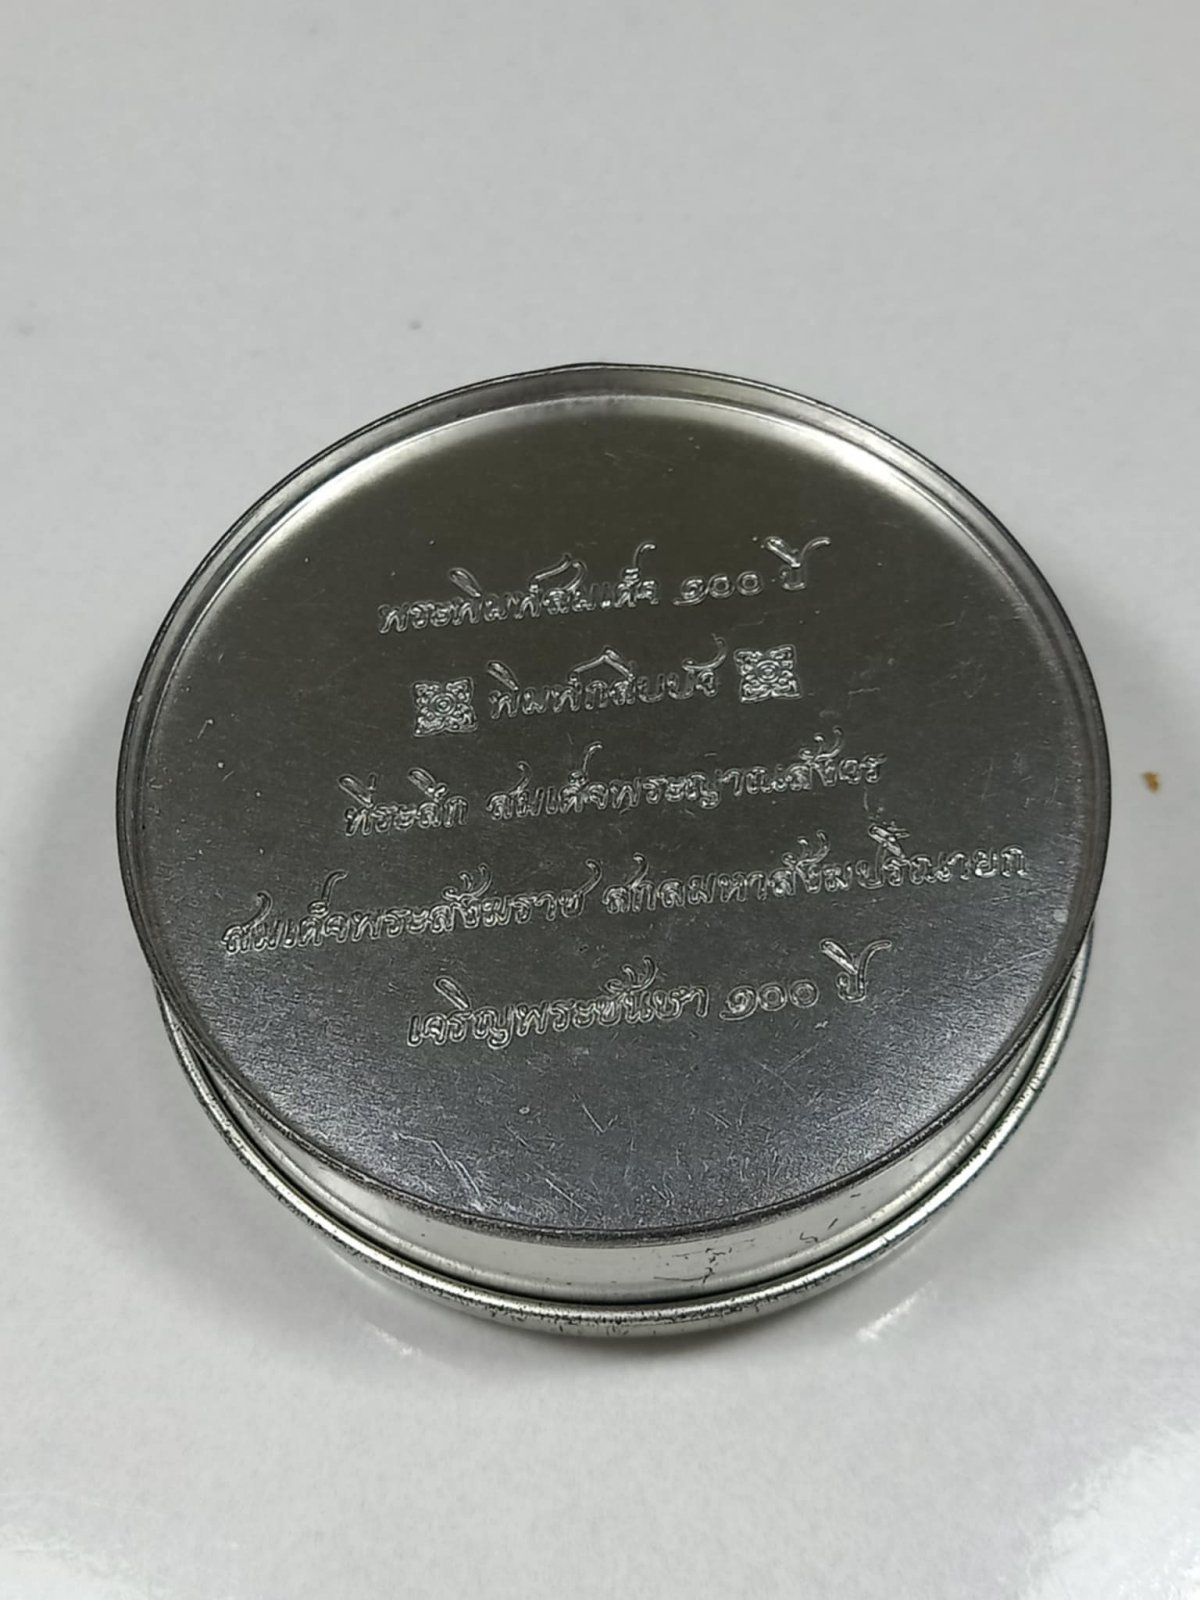 พระพิมพ์สมเด็จ ๑๐๐ ปี
พิมพ์กลีบบัว
ที่ระลึก สมเด็จพระญาณสังวร
สมเด็จพระสังฆราช สกลมหาสังฆปริณายก
เจริญพระชันษา ๑๐๐ ปี